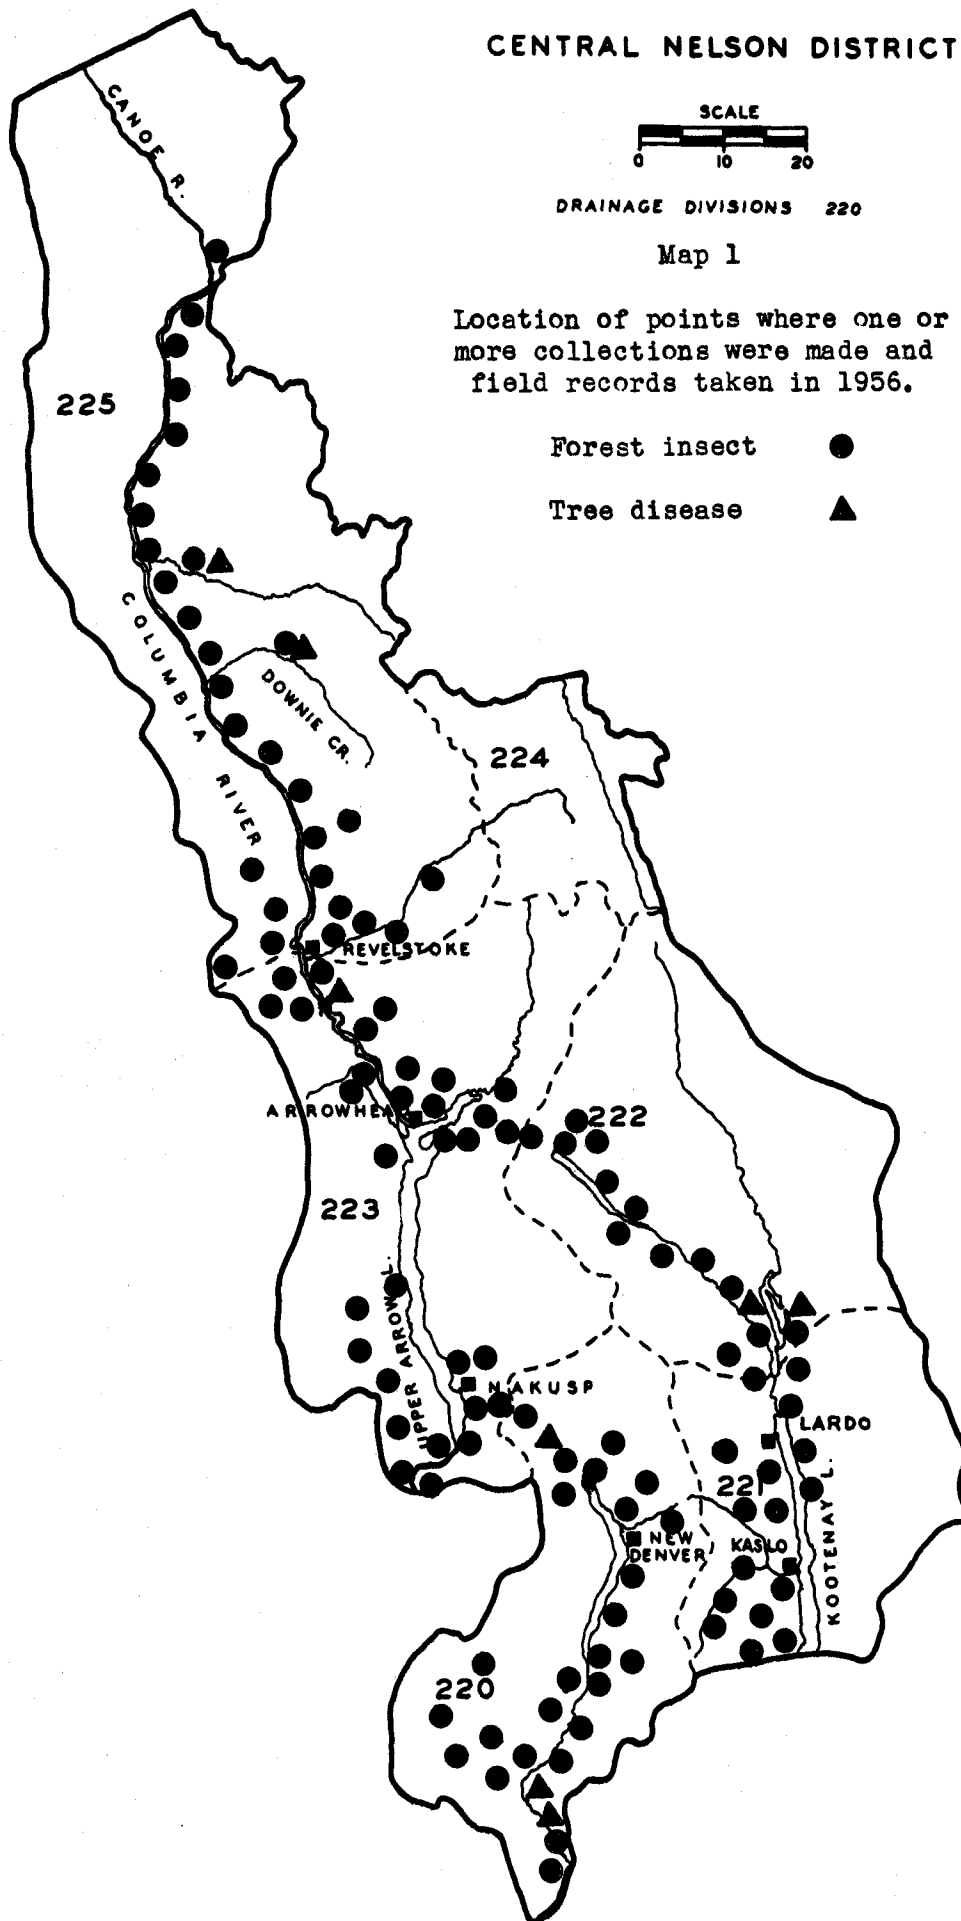 CENTRAL NELSON DISTRICT
SCALE
0 10 20
DRAINAGE DIVISIONS 220
Map 1
Location of points where one or
more collections were made and
field records taken in 1956.
Forest insect
Tree disease
CANOE R.
225
COLUMBIA RIVER
DOWNIE CR.
224
REVELSTOKE
ARROWHEA
222
223
UPPER ARROW L.
NAKUSP
LARDO
221
KOOTENAY L.
NEW
DENVER
KASLO
220